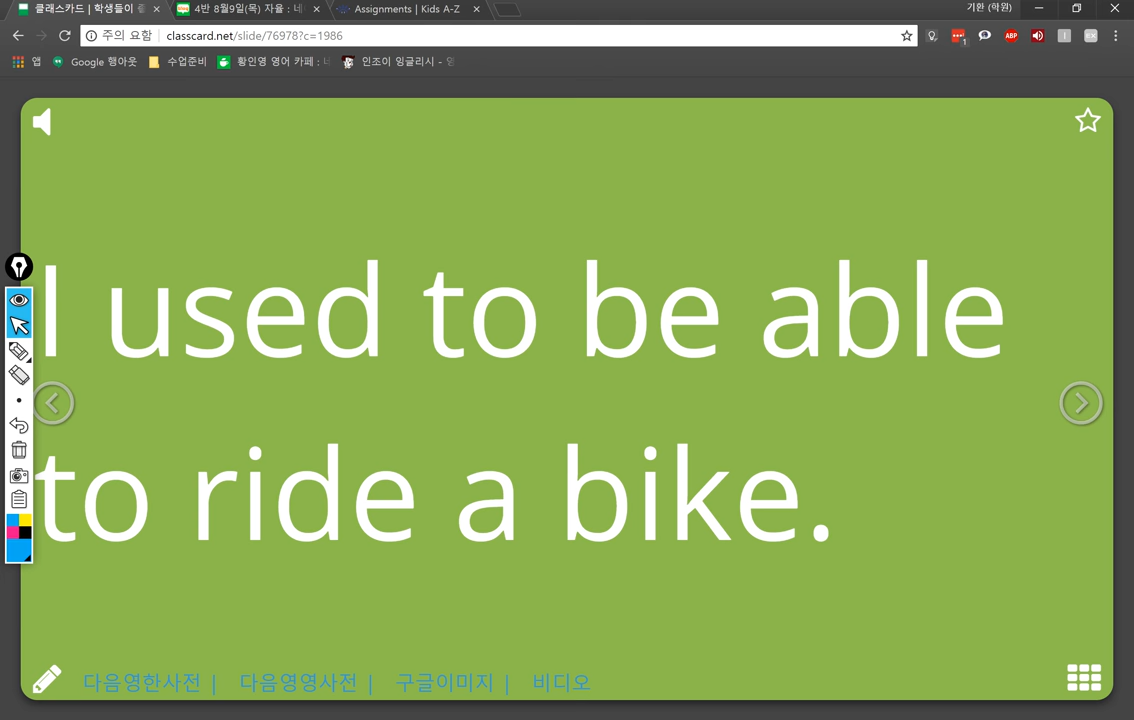 클래스카드 | 학생들이
4반 8월9일(목) 자율 : 네
Assignments | Kids A-Z
기환 (학원)
주의 요함
classcard.net/slide/76978?c=1986
ABP
1
앱
Google 행아웃
수업준비
황인영 영어 카페 : 네
인조이 잉글리시 -
I used to be able
to ride a bike.
다음영한사전 | 다음영영사전 | 구글이미지 | 비디오